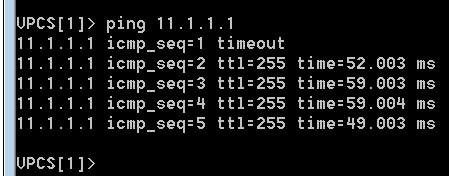 VPCS[1]> ping 11.1.1.1
11.1.1.1 icmp_seq=1 timeout
11.1.1.1 icmp_seq=2 ttl=255 time=52.003 ms
11.1.1.1 icmp_seq=3 ttl=255 time=59.003 ms
11.1.1.1 icmp_seq=4 ttl=255 time=59.004 ms
11.1.1.1 icmp_seq=5 ttl=255 time=49.003 ms
VPCS[1]>